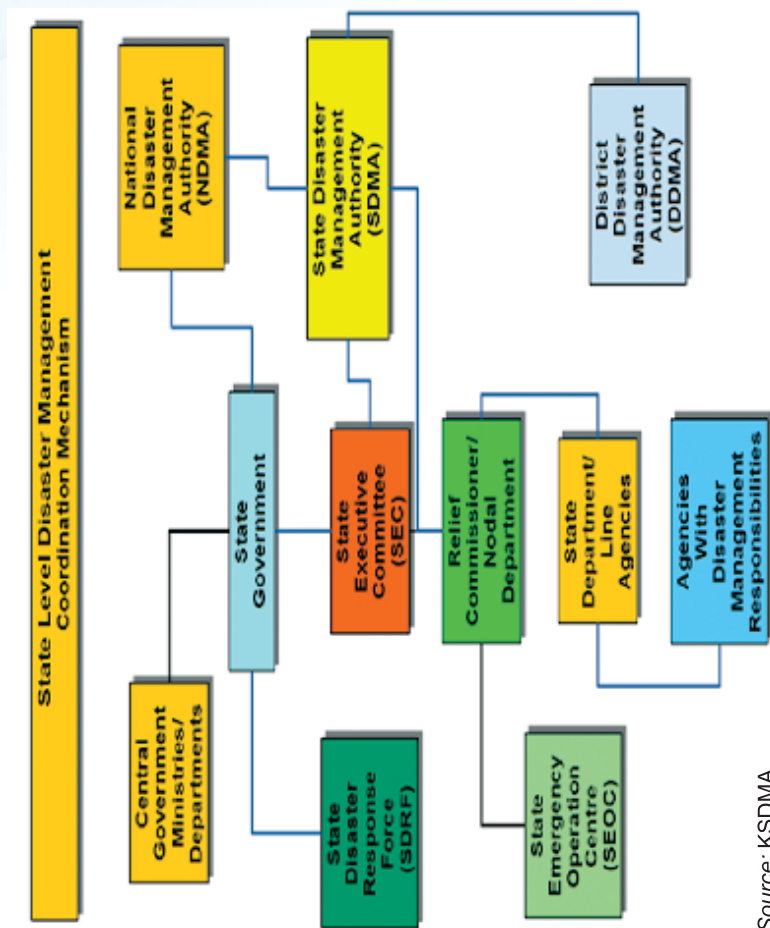 State Level Disaster Management
Coordination Mechanism
Central
Government
Ministries/
Departments
National
Disaster
Management
Authority
(NDMA)
State
Government
State
Disaster
Response
Force
(SDRF)
State
Executive
Committee
(SEC)
State Disaster
Management
Authority
(SDMA)
Relief
Commissioner/
Nodal
Department
State
Emergency
Operation
Centre
(SEOC)
State
Department/
Line
Agencies
District
Disaster
Management
Authority
(DDMA)
Agencies
With
Disaster
Management
Responsibilities
Source: KSDMA